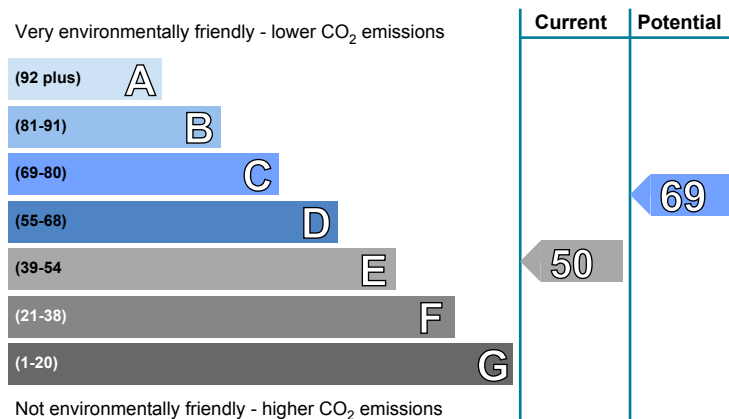 Current Potential
Very environmentally friendly - lower CO2 emissions
(92 plus) A
(81-91) B
(69-80) C
69
(55-68) D
(39-54 E
50
(21-38) F
(1-20) G
Not environmentally friendly - higher CO2 emissions